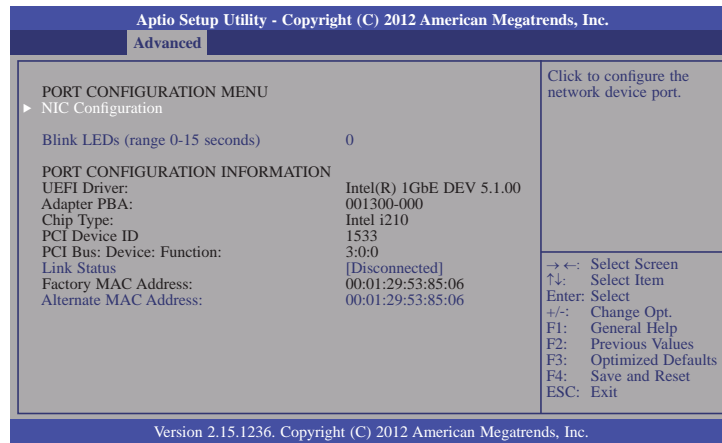 Aptio Setup Utility - Copyright (C) 2012 American Megatrends, Inc.
Advanced
PORT CONFIGURATION MENU
► NIC Configuration
Blink LEDs (range 0-15 seconds) 0
PORT CONFIGURATION INFORMATION
UEFI Driver: Intel(R) 1GbE DEV 5.1.00
Adapter PBA: 001300-000
Chip Type: Intel i210
PCI Device ID 1533
PCI Bus: Device: Function: 3:0:0
Link Status [Disconnected]
Factory MAC Address: 00:01:29:53:85:06
Alternate MAC Address: 00:01:29:53:85:06
Click to configure the
network device port.
→←: Select Screen
↑↓: Select Item
Enter: Select
+/-: Change Opt.
F1: General Help
F2: Previous Values
F3: Optimized Defaults
F4: Save and Reset
ESC: Exit
Version 2.15.1236. Copyright (C) 2012 American Megatrends, Inc.